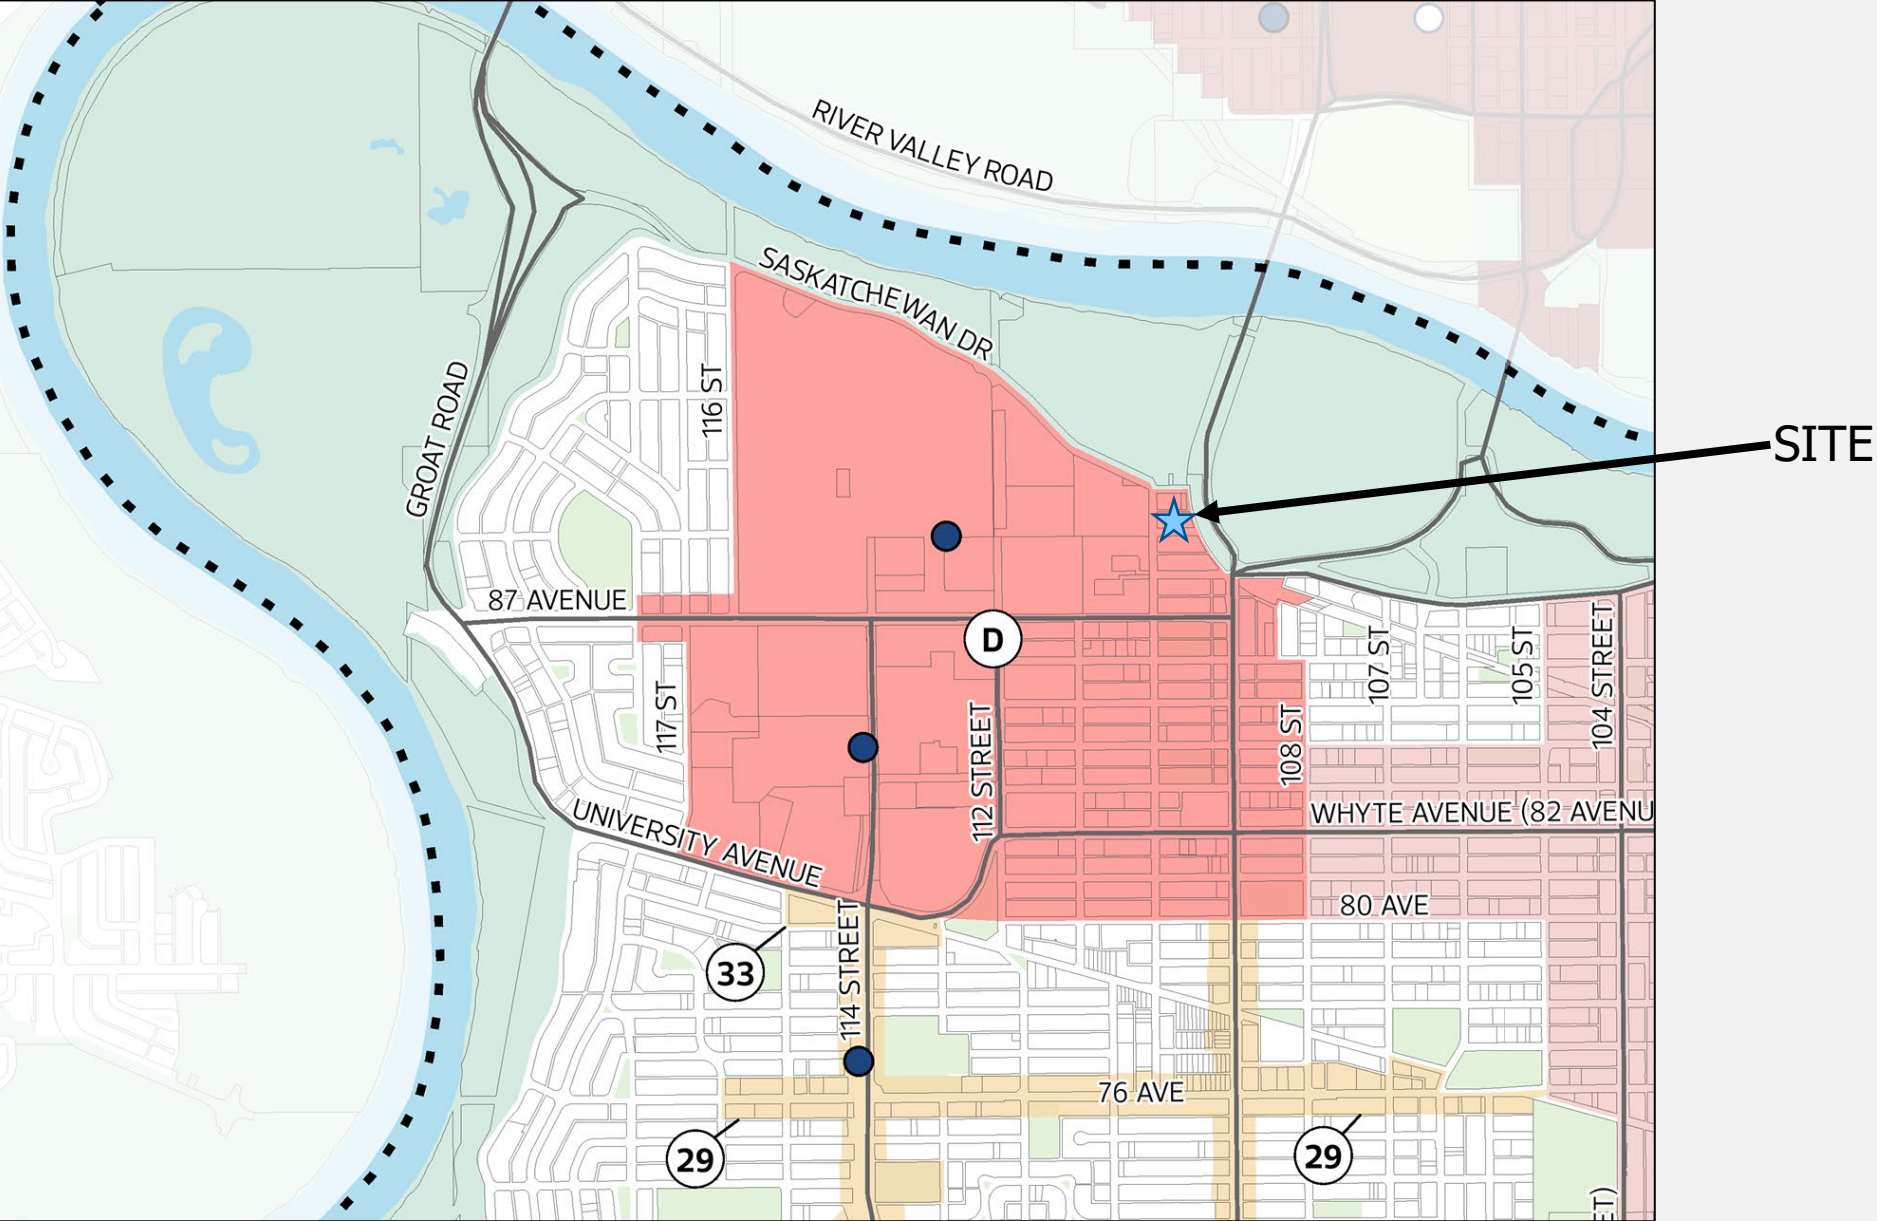 RIVER VALLEY ROAD
SASKATCHEWAN DR
116 ST
GROAT ROAD
SITE
87 AVENUE
D
107 ST
105 ST
104 STREET
117 ST
112 STREET
108 ST
WHYTE AVENUE (82 AVENU
UNIVERSITY AVENUE
80 AVE
33
114 STREET
76 AVE
29
29
ET)